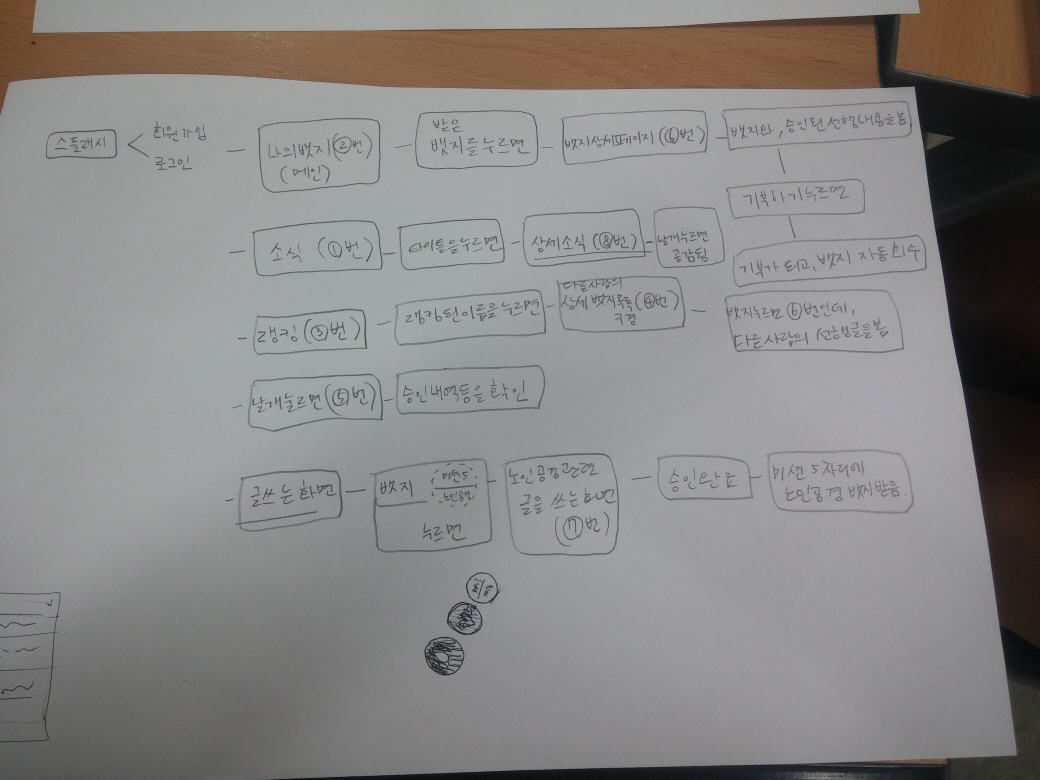 스플래시
회원가입
로그인
나의뱃지(②번)
(메인)
받은
뱃지를누르면
뱃지상세페이지(⑥번)
뱃지와, 승인된 선행내용을봄
기부하기누르면
기부가 되고, 뱃지 자동회수
소식 (①번)
타이틀을누르면
상세소식(⑧번)
날개누르면
공감됨
랭킹(③번)
랭킹된이름을누르면
다른사람의
상세 뱃지목록(④번)
구경
뱃지누르면 ⑥번인데,
다른사람의 선행글을봄.
날개눌르면(⑤번)
승인내역등을확인
글쓰는화면
뱃지
미션5
노인공경
누르면
노인공경관련
글을 쓰는화면
(⑦번)
승인완료
미션 5 자리에
노인공경 뱃지받음.